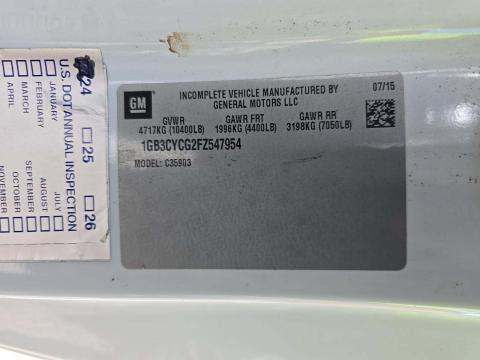 GM
INCOMPLETE VEHICLE MANUFACTURED BY
GENERAL MOTORS LLC
07/15
GVWR GAWR FRT GAWR RR
4717KG (10400LB) 1996KG (4400LB) 3198KG (7050LB)
1GB3CYCG2FZ547954
MODEL: C35903
U.S. DOT ANNUAL INSPECTION
24
25
26
JANUARY
FEBRUARY
MARCH
APRIL
JULY
AUGUST
SEPTEMBER
OCTOBER